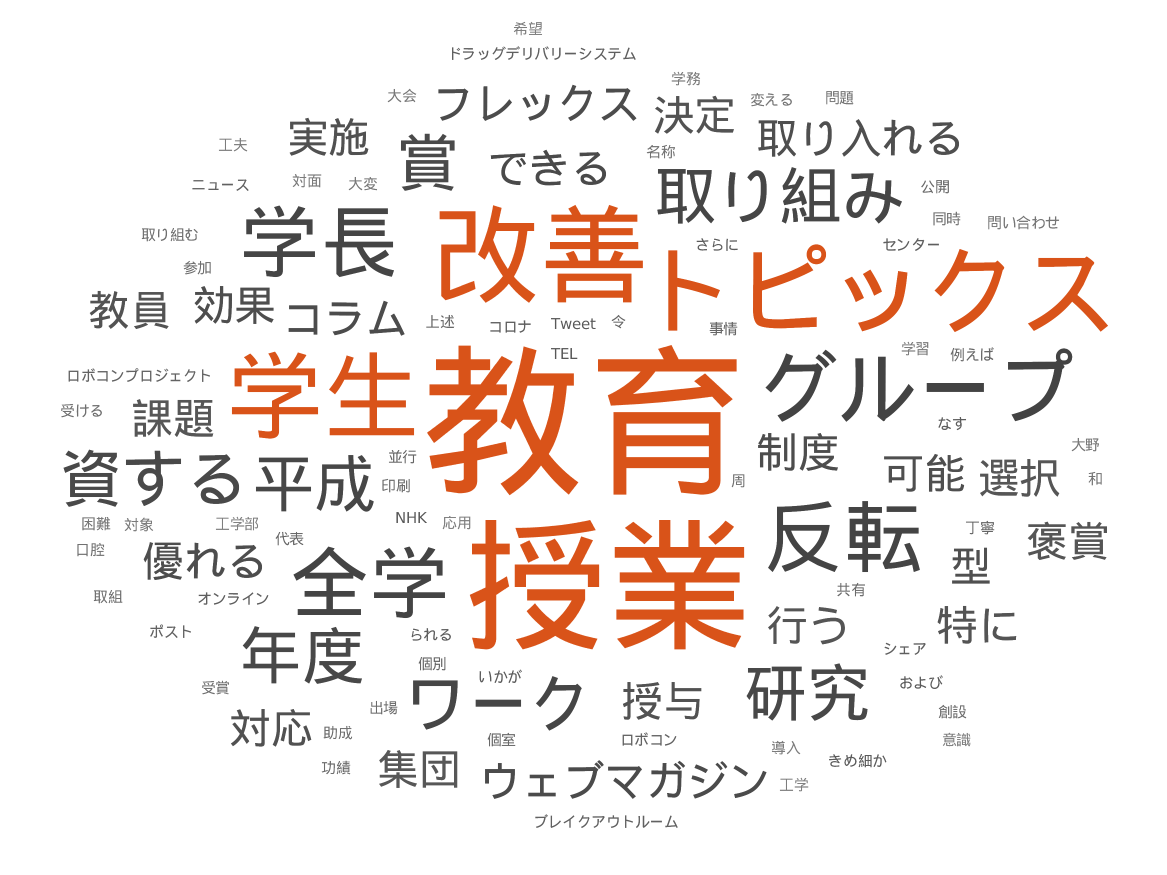 希望
ドラッグデリバリーシステム
学務
大会
フレックス
決定
変える
問題
工夫
実施
賞
できる
名称
取り入れる
ニュース
対面
大変
取り組み
公開
取り組む
学長
改善
さらに
センター
同時
問い合わせ
参加
トピックス
教員
効果
コラム
上述
コロナ
Tweet
令
事情
TEL
学習
例えば
ロボコンプロジェクト
学生
教育
グループ
受ける
課題
なす
制度
大野
資する
平成
並行
印刷
周
可能
選択
和
困難
対象
工学部
NHK
応用
反転
丁寧
褒賞
口腔
優れる
代表
全学
授業
型
取組
オンライン
共有
ポスト
年度
られる
行う
特に
シェア
個別
受賞
ワーク
いかが
授与
研究
および
対応
助成
出場
個室
ロボコン
創設
意識
導入
功績
集団
ウェブマガジン
きめ細か
工学
ブレイクアウトルーム